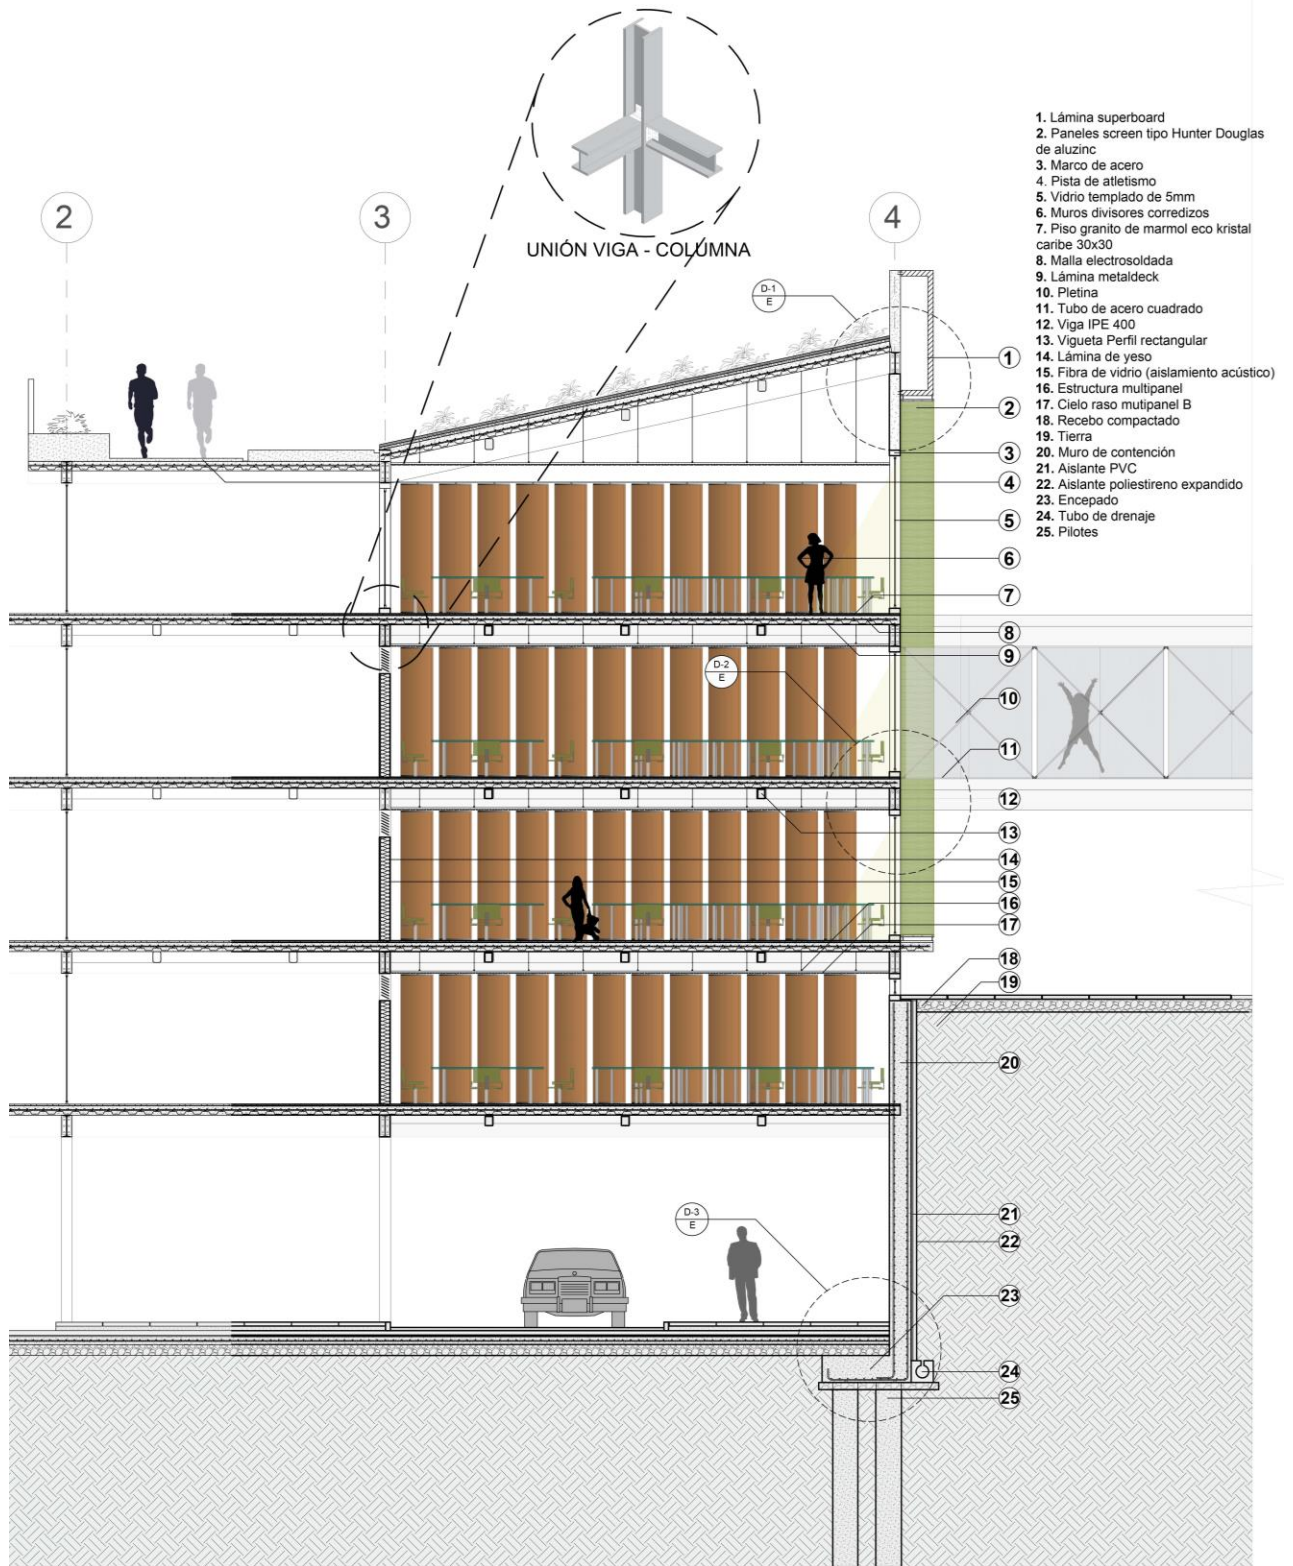 1. Lámina superboard
2. Paneles screen tipo Hunter Douglas
de aluzinc
3. Marco de acero
4. Pista de atletismo
5. Vidrio templado de 5mm
6. Muros divisores corredizos
7. Piso granito de marmol eco kristal
caribe 30x30
8. Malla electrosoldada
9. Lámina metaldeck
10. Pletina
11. Tubo de acero cuadrado
12. Viga IPE 400
13. Vigueta Perfil rectangular
14. Lámina de yeso
15. Fibra de vidrio (aislamiento acústico)
16. Estructura multipanel
17. Cielo raso mutipanel B
18. Recebo compactado
19. Tierra
20. Muro de contención
21. Aislante PVC
22. Aislante poliestireno expandido
23. Encepado
24. Tubo de drenaje
25. Pilotes
2
3
4
UNIÓN VIGA - COLUMNA
D-1
E
1
2
3
4
5
6
7
8
9
D-2
E
10
11
12
13
14
15
16
17
18
19
20
D-3
E
21
22
23
24
25